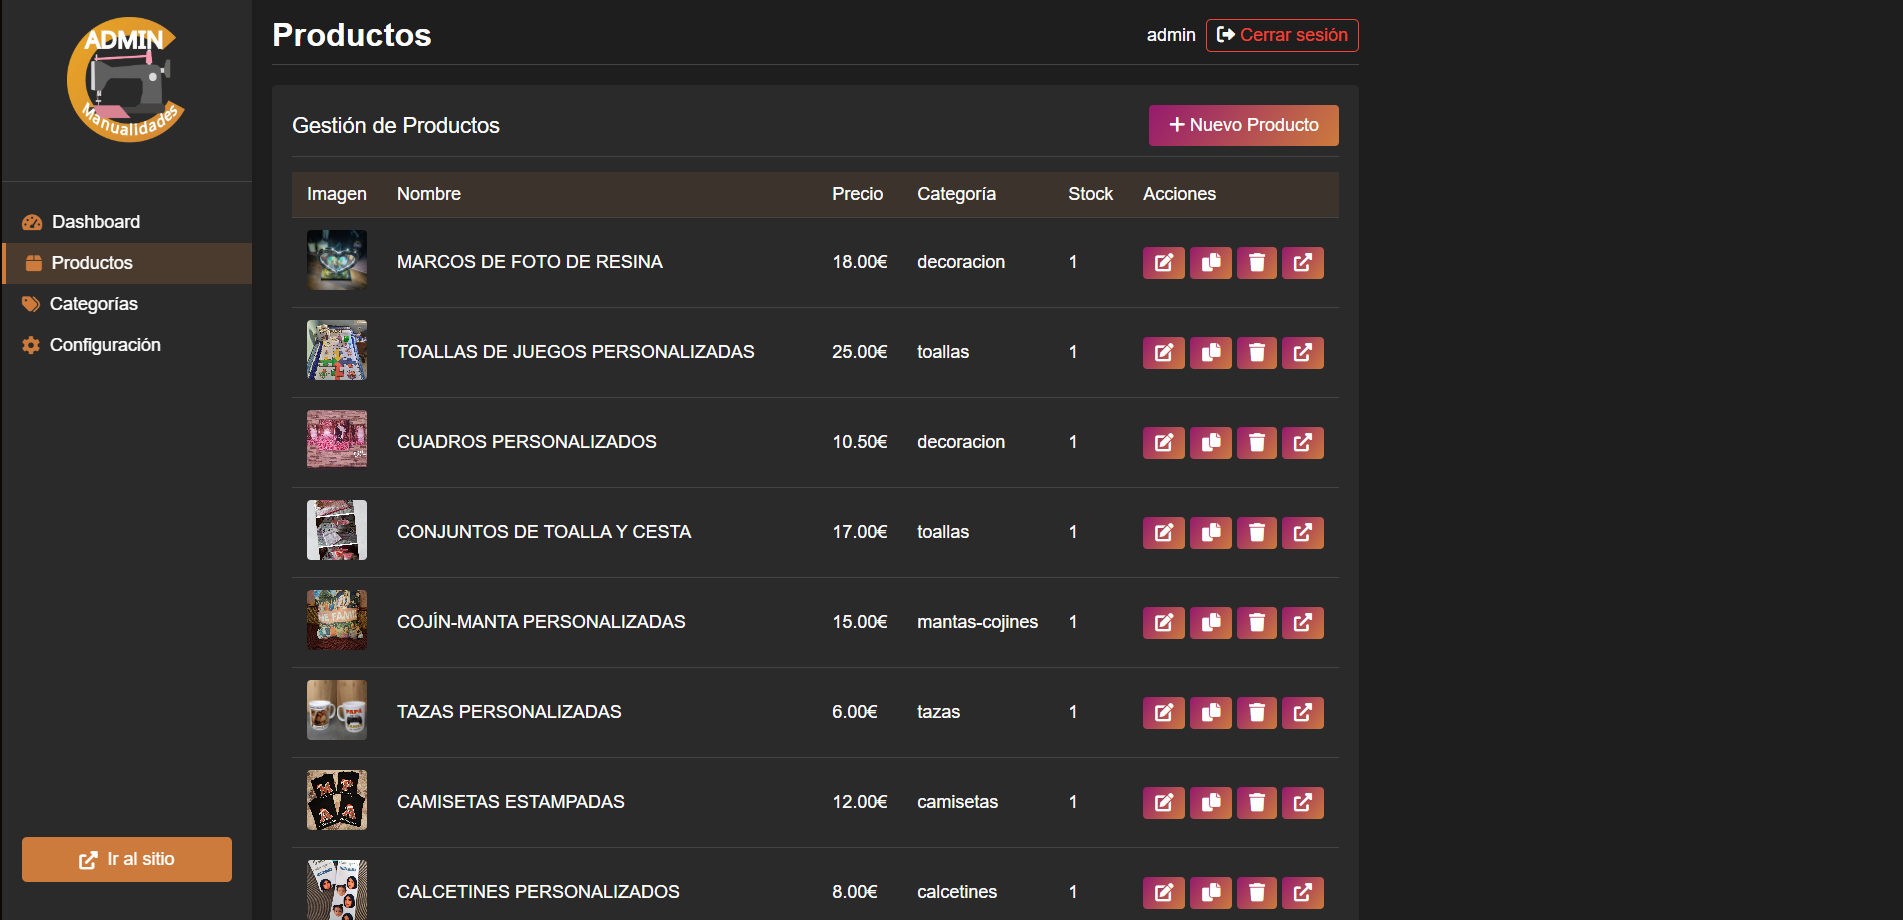 ADMIN
Manualidades
Dashboard
Productos
Categorías
Configuración
Ir al sitio
Productos
admin
Cerrar sesión
Gestión de Productos
+ Nuevo Producto
Imagen Nombre Precio Categoría Stock Acciones
MARCOS DE FOTO DE RESINA 18.00€ decoracion 1
TOALLAS DE JUEGOS PERSONALIZADAS 25.00€ toallas 1
CUADROS PERSONALIZADOS 10.50€ decoracion 1
CONJUNTOS DE TOALLA Y CESTA 17.00€ toallas 1
COJÍN-MANTA PERSONALIZADAS 15.00€ mantas-cojines 1
TAZAS PERSONALIZADAS 6.00€ tazas 1
CAMISETAS ESTAMPADAS 12.00€ camisetas 1
CALCETINES PERSONALIZADOS 8.00€ calcetines 1